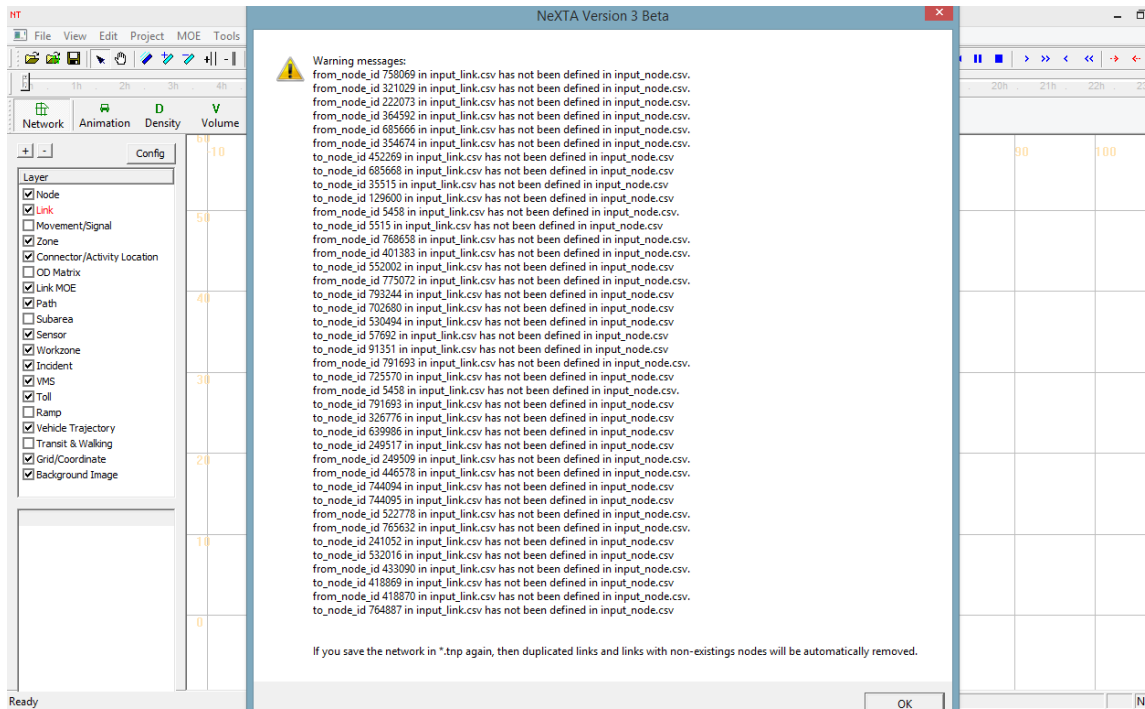 NeXTA Version 3 Beta
NT
File View Edit Project MOE Tools
1h 2h 3h 4h 20h 21h 22h 23
Network Animation Density Volume
D V
+ - Config
Layer
Node
Link
Movement/Signal
Zone
Connector/Activity Location
OD Matrix
Link MOE
Path
Subarea
Sensor
Workzone
Incident
VMS
Toll
Ramp
Vehicle Trajectory
Transit & Walking
Grid/Coordinate
Background Image
-10 90 100
50
40
30
20
10
0
Warning messages:
from_node_id 758069 in input_link.csv has not been defined in input_node.csv.
from_node_id 321029 in input_link.csv has not been defined in input_node.csv.
from_node_id 222073 in input_link.csv has not been defined in input_node.csv.
from_node_id 364592 in input_link.csv has not been defined in input_node.csv.
from_node_id 685666 in input_link.csv has not been defined in input_node.csv.
from_node_id 354674 in input_link.csv has not been defined in input_node.csv.
to_node_id 452269 in input_link.csv has not been defined in input_node.csv
to_node_id 685668 in input_link.csv has not been defined in input_node.csv
to_node_id 35515 in input_link.csv has not been defined in input_node.csv
to_node_id 129600 in input_link.csv has not been defined in input_node.csv
from_node_id 5458 in input_link.csv has not been defined in input_node.csv.
to_node_id 5515 in input_link.csv has not been defined in input_node.csv
from_node_id 768658 in input_link.csv has not been defined in input_node.csv.
from_node_id 401383 in input_link.csv has not been defined in input_node.csv.
to_node_id 552002 in input_link.csv has not been defined in input_node.csv
from_node_id 775072 in input_link.csv has not been defined in input_node.csv.
to_node_id 793244 in input_link.csv has not been defined in input_node.csv
to_node_id 702680 in input_link.csv has not been defined in input_node.csv
to_node_id 530494 in input_link.csv has not been defined in input_node.csv
to_node_id 57692 in input_link.csv has not been defined in input_node.csv
to_node_id 91351 in input_link.csv has not been defined in input_node.csv
from_node_id 791693 in input_link.csv has not been defined in input_node.csv.
to_node_id 725570 in input_link.csv has not been defined in input_node.csv
from_node_id 5458 in input_link.csv has not been defined in input_node.csv.
to_node_id 791693 in input_link.csv has not been defined in input_node.csv
to_node_id 326776 in input_link.csv has not been defined in input_node.csv
to_node_id 639986 in input_link.csv has not been defined in input_node.csv
to_node_id 249517 in input_link.csv has not been defined in input_node.csv
from_node_id 249509 in input_link.csv has not been defined in input_node.csv.
from_node_id 446578 in input_link.csv has not been defined in input_node.csv.
to_node_id 744094 in input_link.csv has not been defined in input_node.csv
to_node_id 744095 in input_link.csv has not been defined in input_node.csv
from_node_id 522778 in input_link.csv has not been defined in input_node.csv.
from_node_id 765632 in input_link.csv has not been defined in input_node.csv.
to_node_id 241052 in input_link.csv has not been defined in input_node.csv
to_node_id 532016 in input_link.csv has not been defined in input_node.csv
from_node_id 433090 in input_link.csv has not been defined in input_node.csv.
to_node_id 418869 in input_link.csv has not been defined in input_node.csv
from_node_id 418870 in input_link.csv has not been defined in input_node.csv.
to_node_id 764887 in input_link.csv has not been defined in input_node.csv
If you save the network in *.tnp again, then duplicated links and links with non-existings nodes will be automatically removed.
OK
Ready
N